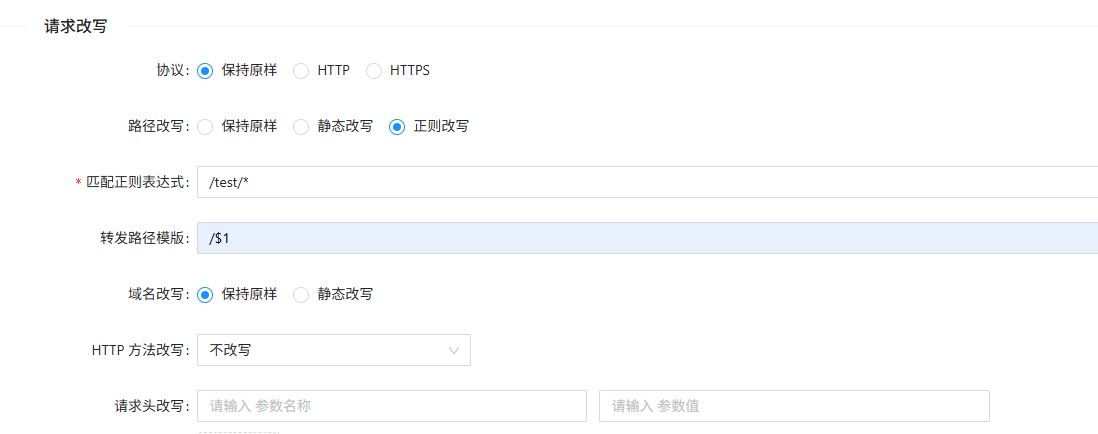 请求改写
协议: 保持原样 HTTP HTTPS
路径改写: 保持原样 静态改写 正则改写
* 匹配正则表达式: /test/*
转发路径模版: /$1
域名改写: 保持原样 静态改写
HTTP 方法改写: 不改写
请求头改写: 请输入 参数名称 请输入 参数值